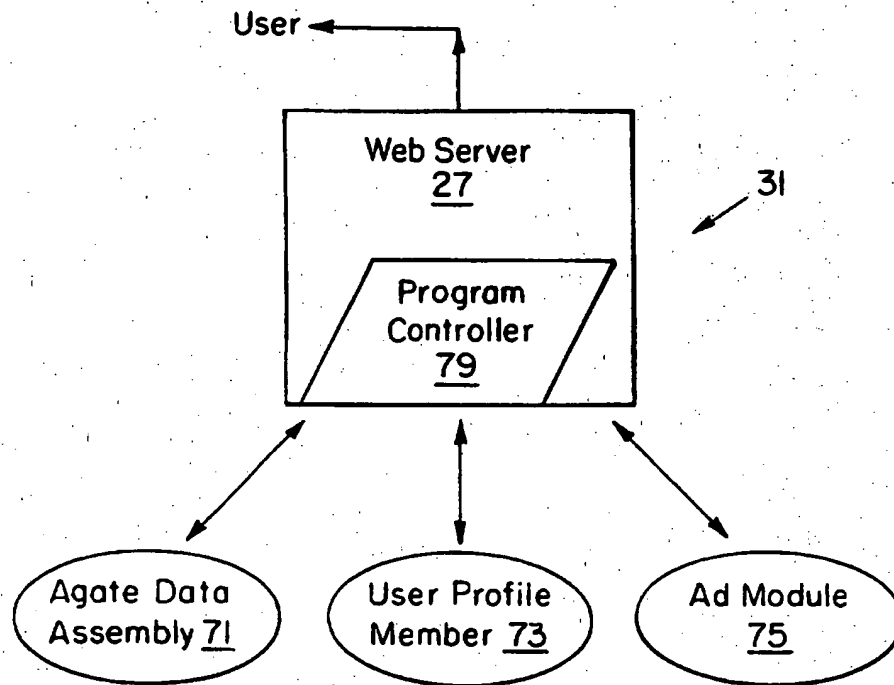 User
Web Server
27
31
Program
Controller
79
Agate Data
Assembly 71
User Profile
Member 73
Ad Module
75